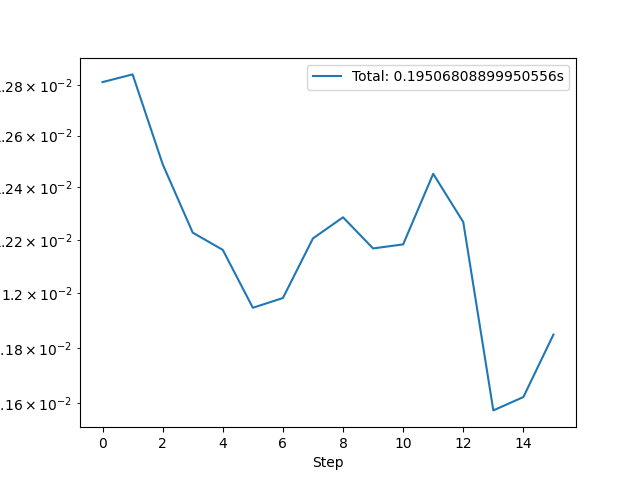 Total: 0.19506808899950556s
.28 × 10⁻²
.26 × 10⁻²
.24 × 10⁻²
.22 × 10⁻²
1.2 × 10⁻²
.18 × 10⁻²
.16 × 10⁻²
0 2 4 6 8 10 12 14
Step